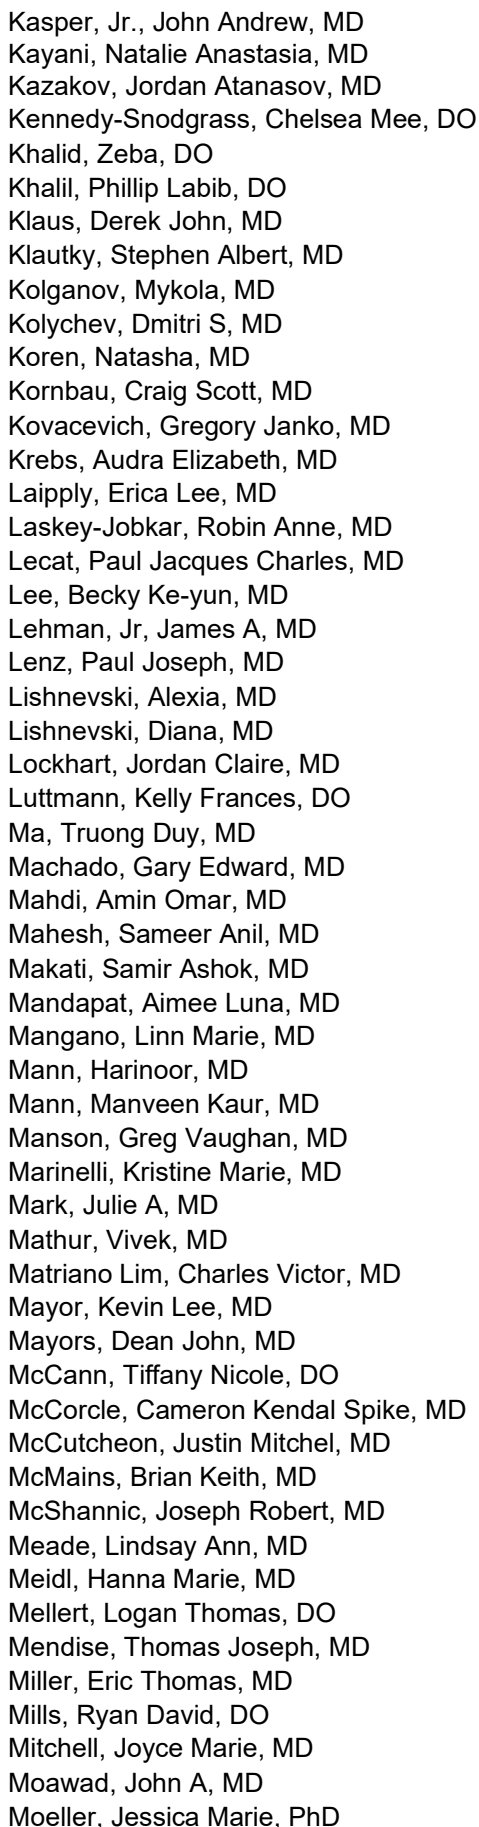 Kasper, Jr., John Andrew, MD
Kayani, Natalie Anastasia, MD
Kazakov, Jordan Atanasov, MD
Kennedy-Snodgrass, Chelsea Mee, DO
Khalid, Zeba, DO
Khalil, Phillip Labib, DO
Klaus, Derek John, MD
Klautky, Stephen Albert, MD
Kolganov, Mykola, MD
Kolychev, Dmitri S, MD
Koren, Natasha, MD
Kornbau, Craig Scott, MD
Kovacevich, Gregory Janko, MD
Krebs, Audra Elizabeth, MD
Laipply, Erica Lee, MD
Laskey-Jobkar, Robin Anne, MD
Lecat, Paul Jacques Charles, MD
Lee, Becky Ke-yun, MD
Lehman, Jr, James A, MD
Lenz, Paul Joseph, MD
Lishnevski, Alexia, MD
Lishnevski, Diana, MD
Lockhart, Jordan Claire, MD
Luttmann, Kelly Frances, DO
Ma, Truong Duy, MD
Machado, Gary Edward, MD
Mahdi, Amin Omar, MD
Mahesh, Sameer Anil, MD
Makati, Samir Ashok, MD
Mandapat, Aimee Luna, MD
Mangano, Linn Marie, MD
Mann, Harinoor, MD
Mann, Manveen Kaur, MD
Manson, Greg Vaughan, MD
Marinelli, Kristine Marie, MD
Mark, Julie A, MD
Mathur, Vivek, MD
Matriano Lim, Charles Victor, MD
Mayor, Kevin Lee, MD
Mayors, Dean John, MD
McCann, Tiffany Nicole, DO
McCorcle, Cameron Kendal Spike, MD
McCutcheon, Justin Mitchel, MD
McMains, Brian Keith, MD
McShannic, Joseph Robert, MD
Meade, Lindsay Ann, MD
Meidl, Hanna Marie, MD
Mellert, Logan Thomas, DO
Mendise, Thomas Joseph, MD
Miller, Eric Thomas, MD
Mills, Ryan David, DO
Mitchell, Joyce Marie, MD
Moawad, John A, MD
Moeller, Jessica Marie, PhD